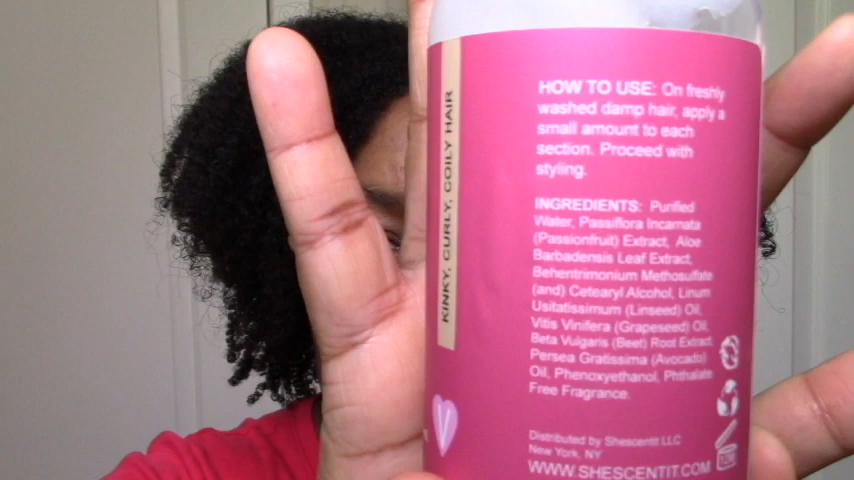 KINKY, CURLY, COILY HAIR
HOW TO USE: On freshly
washed damp hair, apply a
small amount to each
section. Proceed with
styling.
INGREDIENTS: Purified
Water, Passiflora Incarnata
(Passionfruit) Extract, Aloe
Barbadensis Leaf Extract,
Behentrimonium Methosulfate
(and) Cetearyl Alcohol, Linum
Usitatissimum (Linseed) Oil,
Vitis Vinifera (Grapeseed) Oil,
Beta Vulgaris (Beet) Root Extract,
Persea Gratissima (Avocado)
Oil, Phenoxyethanol, Phthalate
Free Fragrance.
V
Distributed by Shescentit LLC
New York, NY
WWW.SHESCENTIT.COM